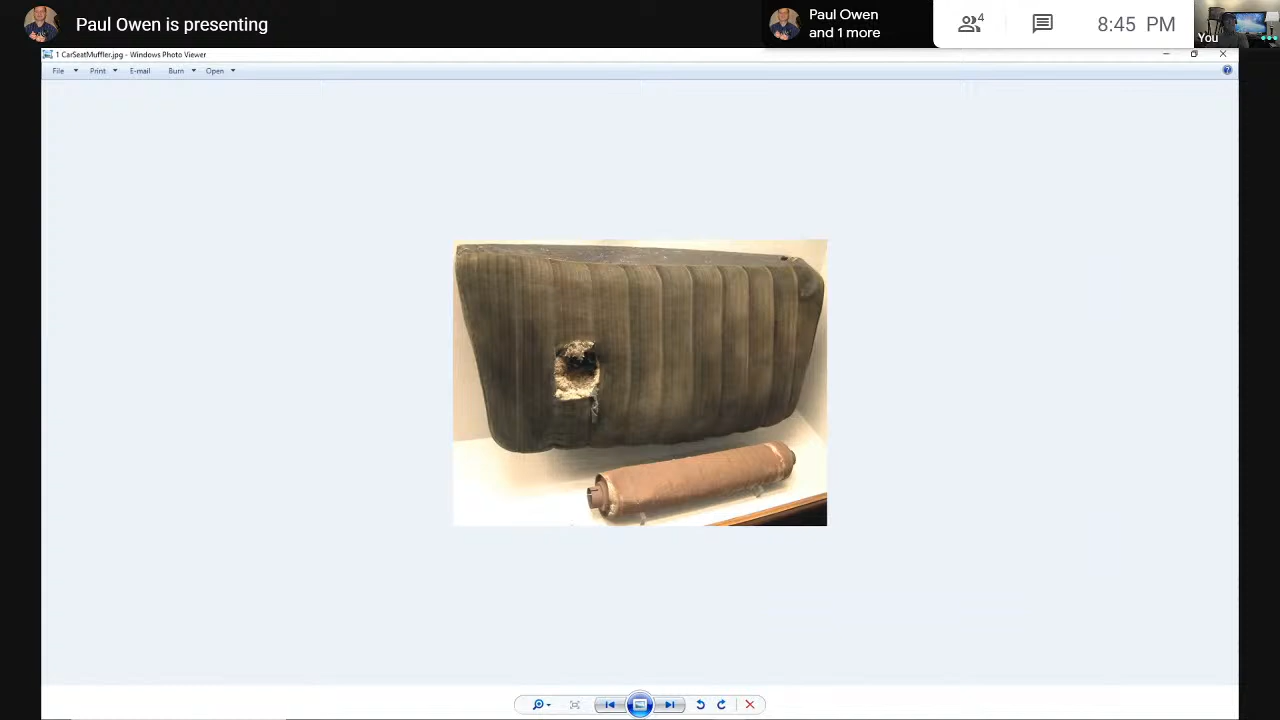 Paul Owen is presenting
Paul Owen
and 1 more
4
8:45 PM
You
1 CarSeatMuffler.jpg - Windows Photo Viewer
File
Print
E-mail
Burn
Open